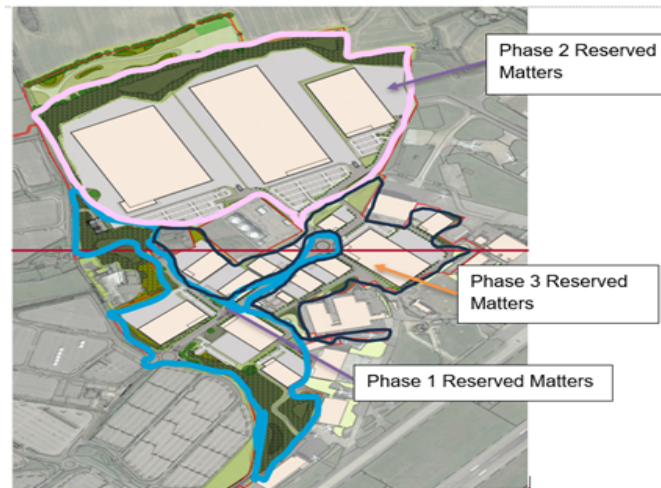 Phase 2 Reserved
Matters
Phase 3 Reserved
Matters
Phase 1 Reserved Matters